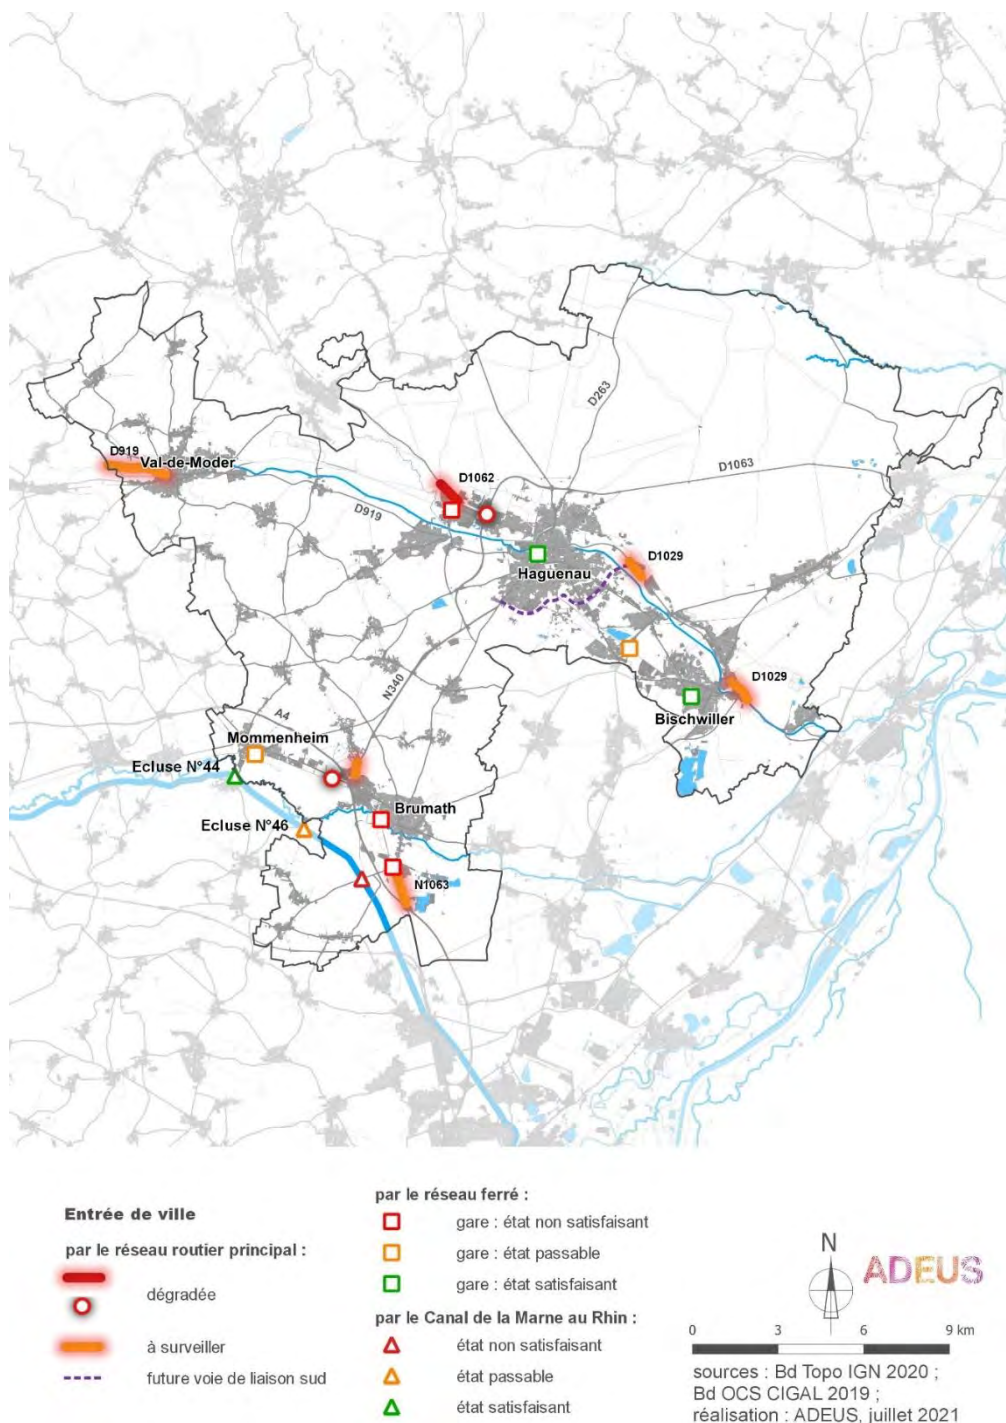 D263
D919
Val-de-Moder
D1062
D1063
D919
D1029
Haguenau
N340
D1029
Bischwiller
A4
Mommenheim
Ecluse N°44
Brumath
Ecluse N°46
N1063
Entrée de ville
par le réseau routier principal :
dégradée
à surveiller
future voie de liaison sud
par le réseau ferré :
gare : état non satisfaisant
gare : état passable
gare : état satisfaisant
par le Canal de la Marne au Rhin :
état non satisfaisant
état passable
état satisfaisant
N
ADEUS
0 3 6 9 km
sources : Bd Topo IGN 2020 ;
Bd OCS CIGAL 2019 ;
réalisation : ADEUS, juillet 2021